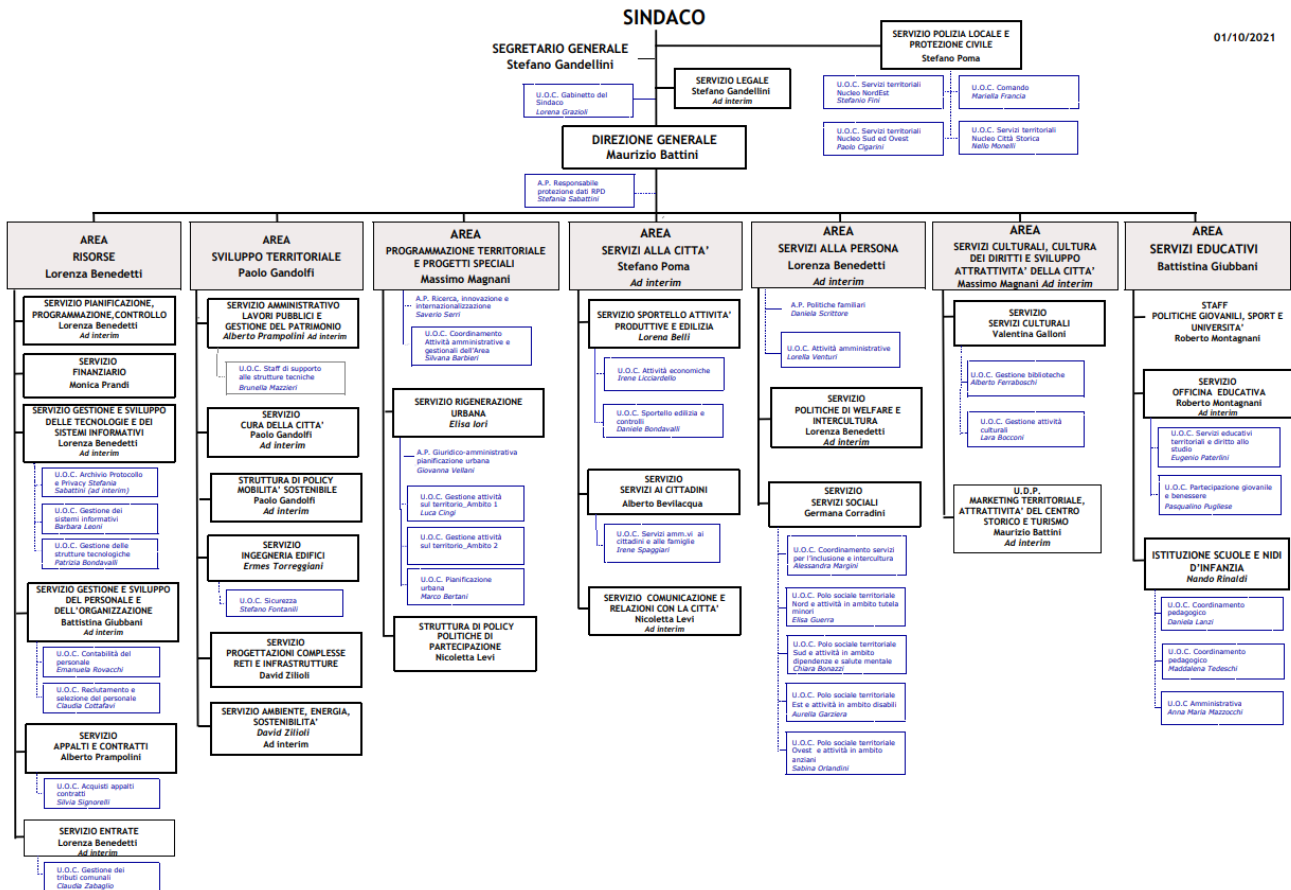 SINDACO
SEGRETARIO GENERALE
Stefano Gandellini
SERVIZIO POLIZIA LOCALE E
PROTEZIONE CIVILE
Stefano Poma
01/10/2021
SERVIZIO LEGALE
Stefano Gandellini
Ad interim
U.O.C. Gabinetto del
Sindaco
Lorena Grazioli
U.O.C. Servizi territoriali
Nucleo NordEst
Stefanio Fini
U.O.C. Comando
Mariella Francia
U.O.C. Servizi territoriali
Nucleo Sud ed Ovest
Paolo Cigarini
U.O.C. Servizi territoriali
Nucleo Città Storica
Nello Monelli
DIREZIONE GENERALE
Maurizio Battini
A.P. Responsabile
protezione dati RPD
Stefania Sabattini
AREA
RISORSE
Lorenza Benedetti
SERVIZIO PIANIFICAZIONE,
PROGRAMMAZIONE,CONTROLLO
Lorenza Benedetti
Ad interim
SERVIZIO
FINANZIARIO
Monica Prandi
SERVIZIO GESTIONE E SVILUPPO
DELLE TECNOLOGIE E DEI
SISTEMI INFORMATIVI
Lorenza Benedetti
Ad interim
U.O.C. Archivio Protocollo
e Privacy Stefania
Sabattini (ad interim)
U.O.C. Gestione dei
sistemi informativi
Barbara Leoni
U.O.C. Gestione delle
strutture tecnologiche
Patrizia Bondavalli
SERVIZIO GESTIONE E SVILUPPO
DEL PERSONALE E
DELL'ORGANIZZAZIONE
Battistina Giubbani
Ad interim
U.O.C. Contabilità del
personale
Emanuela Rovacchi
U.O.C. Reclutamento e
selezione del personale
Claudia Cottafavi
SERVIZIO
APPALTI E CONTRATTI
Alberto Prampolini
U.O.C. Acquisti appalti
contratti
Silvia Signorelli
SERVIZIO ENTRATE
Lorenza Benedetti
Ad interim
U.O.C. Gestione dei
tributi comunali
Claudia Zabaglio
AREA
SVILUPPO TERRITORIALE
Paolo Gandolfi
SERVIZIO AMMINISTRATIVO
LAVORI PUBBLICI E
GESTIONE DEL PATRIMONIO
Alberto Prampolini Ad interim
U.O.C. Staff di supporto
alle strutture tecniche
Brunella Mazzieri
SERVIZIO
CURA DELLA CITTA'
Paolo Gandolfi
Ad interim
STRUTTURA DI POLICY
MOBILITA' SOSTENIBILE
Paolo Gandolfi
Ad interim
SERVIZIO
INGEGNERIA EDIFICI
Ermes Torreggiani
U.O.C. Sicurezza
Stefano Fontanili
SERVIZIO
PROGETTAZIONI COMPLESSE
RETI E INFRASTRUTTURE
David Zilioli
SERVIZIO AMBIENTE, ENERGIA,
SOSTENIBILITA'
David Zilioli
Ad interim
AREA
PROGRAMMAZIONE TERRITORIALE
E PROGETTI SPECIALI
Massimo Magnani
A.P. Ricerca, innovazione e
internazionalizzazione
Saverio Serri
U.O.C. Coordinamento
Attività amministrative e
gestionali dell'Area
Silvana Barbieri
SERVIZIO RIGENERAZIONE
URBANA
Elisa Iori
A.P. Giuridico-amministrativa
pianificazione urbana
Giovanna Vellani
U.O.C. Gestione attività
sul territorio_Ambito 1
Luca Cingi
U.O.C. Gestione attività
sul territorio_Ambito 2
U.O.C. Pianificazione
urbana
Marco Bertani
STRUTTURA DI POLICY
POLITICHE DI
PARTECIPAZIONE
Nicoletta Levi
AREA
SERVIZI ALLA CITTA'
Stefano Poma
Ad interim
SERVIZIO SPORTELLO ATTIVITA'
PRODUTTIVE E EDILIZIA
Lorena Belli
U.O.C. Attività economiche
Irene Licciardello
U.O.C. Sportello edilizia e
controlli
Daniele Bondavalli
SERVIZIO
SERVIZI AI CITTADINI
Alberto Bevilacqua
U.O.C. Servizi amm.vi ai
cittadini e alle famiglie
Irene Spaggiari
SERVIZIO COMUNICAZIONE E
RELAZIONI CON LA CITTA'
Nicoletta Levi
Ad interim
AREA
SERVIZI ALLA PERSONA
Lorenza Benedetti
Ad interim
A.P. Politiche familiari
Daniela Scrittore
U.O.C. Attività amministrative
Lorella Venturi
SERVIZIO
POLITICHE DI WELFARE E
INTERCULTURA
Lorenza Benedetti
Ad interim
SERVIZIO
SERVIZI SOCIALI
Germana Corradini
U.O.C. Coordinamento servizi
per l'inclusione e intercultura
Alessandra Margini
U.O.C. Polo sociale territoriale
Nord e attività in ambito tutela
minori
Elisa Guerra
U.O.C. Polo sociale territoriale
Sud e attività in ambito
dipendenze e salute mentale
Chiara Bonazzi
U.O.C. Polo sociale territoriale
Est e attività in ambito disabili
Aurella Garziera
U.O.C. Polo sociale territoriale
Ovest e attività in ambito
anziani
Sabina Orlandini
AREA
SERVIZI CULTURALI, CULTURA
DEI DIRITTI E SVILUPPO
ATTRATTIVITA' DELLA CITTA'
Massimo Magnani Ad interim
SERVIZIO
SERVIZI CULTURALI
Valentina Galloni
U.O.C. Gestione biblioteche
Alberto Ferraboschi
U.O.C. Gestione attività
culturali
Lara Bocconi
U.D.P.
MARKETING TERRITORIALE,
ATTRATTIVITA' DEL CENTRO
STORICO E TURISMO
Maurizio Battini
Ad interim
AREA
SERVIZI EDUCATIVI
Battistina Giubbani
STAFF
POLITICHE GIOVANILI, SPORT E
UNIVERSITA'
Roberto Montagnani
SERVIZIO
OFFICINA EDUCATIVA
Roberto Montagnani
Ad interim
U.O.C. Servizi educativi
territoriali e diritto allo
studio
Eugenio Paterlini
U.O.C. Partecipazione giovanile
e benessere
Pasqualino Pugliese
ISTITUZIONE SCUOLE E NIDI
D'INFANZIA
Nando Rinaldi
U.O.C. Coordinamento
pedagogico
Daniela Lanzi
U.O.C. Coordinamento
pedagogico
Maddalena Tedeschi
U.O.C Amministrativa
Anna Maria Mazzocchi